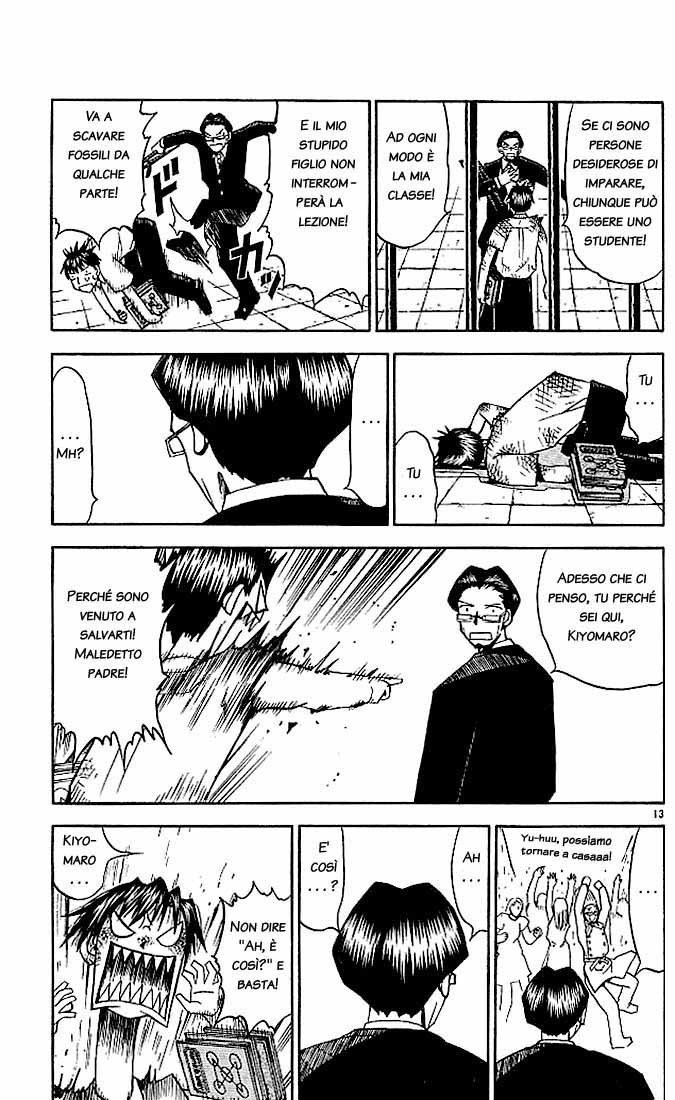 SE CI SONO
PERSONE
DESIDEROSE DI
IMPARARE,
CHIUNQUE PUÒ
ESSERE UNO
STUDENTE!
AD OGNI
MODO È
LA MIA
CLASSE!
E IL MIO
STUPIDO
FIGLIO NON
INTERROM-
PERÀ LA
LEZIONE!
VA A
SCAVARE
FOSSILI DA
QUALCHE
PARTE!
ドカッ
TU
...
...
TU
...
...
MH?
ADESSO CHE CI
PENSO, TU PERCHÉ
SEI QUI,
KIYOMARO?
PERCHÉ SONO
VENUTO A
SALVARTI!
MALEDETTO
PADRE!
13
Yu-huu, possiamo
tornare a casaaa!
...
AH
E'
COSÌ
...?
KIYO-
MARO
...
NON DIRE
"AH, È
COSÌ?" E
BASTA!